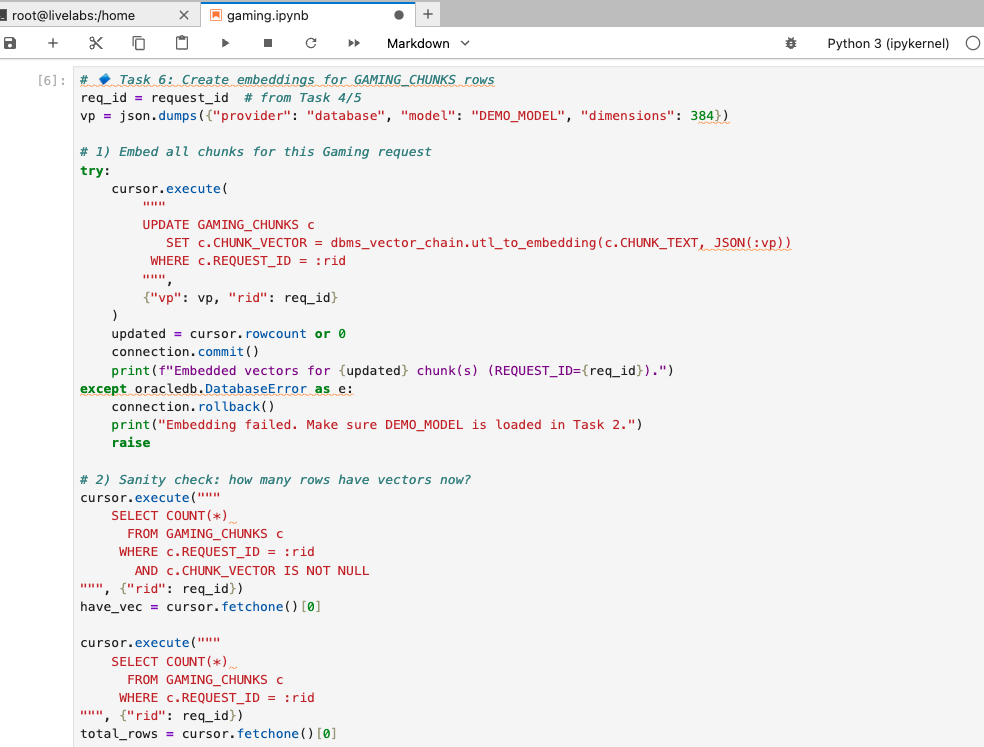 root@livelabs:/home
gaming.ipynb
Markdown
Python 3 (ipykernel)
[6]:
# 🔹 Task 6: Create embeddings for GAMING_CHUNKS rows
req_id = request_id  # from Task 4/5
vp = json.dumps({"provider": "database", "model": "DEMO_MODEL", "dimensions": 384})

# 1) Embed all chunks for this Gaming request
try:
    cursor.execute(
        """
        UPDATE GAMING_CHUNKS c
           SET c.CHUNK_VECTOR = dbms_vector_chain.utl_to_embedding(c.CHUNK_TEXT, JSON(:vp))
         WHERE c.REQUEST_ID = :rid
        """,
        {"vp": vp, "rid": req_id}
    )
    updated = cursor.rowcount or 0
    connection.commit()
    print(f"Embedded vectors for {updated} chunk(s) (REQUEST_ID={req_id}).")
except oracledb.DatabaseError as e:
    connection.rollback()
    print("Embedding failed. Make sure DEMO_MODEL is loaded in Task 2.")
    raise

# 2) Sanity check: how many rows have vectors now?
cursor.execute("""
    SELECT COUNT(*)
      FROM GAMING_CHUNKS c
     WHERE c.REQUEST_ID = :rid
       AND c.CHUNK_VECTOR IS NOT NULL
""", {"rid": req_id})
have_vec = cursor.fetchone()[0]

cursor.execute("""
    SELECT COUNT(*)
      FROM GAMING_CHUNKS c
     WHERE c.REQUEST_ID = :rid
""", {"rid": req_id})
total_rows = cursor.fetchone()[0]